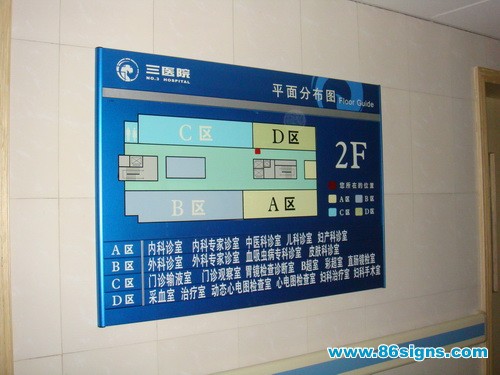 三医院
NO.3 HOSPITAL
平面分布图
Floor Guide
C区
D区
B区
A区
2F
您所在的位置
A区
B区
C区
D区
A区 内科诊室 内科专家诊室 中医科诊室 儿科诊室 妇产科诊室
B区 外科诊室 外科专家诊室 血吸虫病专科诊室 皮肤科诊室
C区 门诊输液室 门诊观察室 胃镜检查诊断室 B超室 彩超室 直肠镜检室
D区 采血室 治疗室 动态心电图检查室 心电图检查室 妇科治疗室 妇科手术室
www.86signs.com